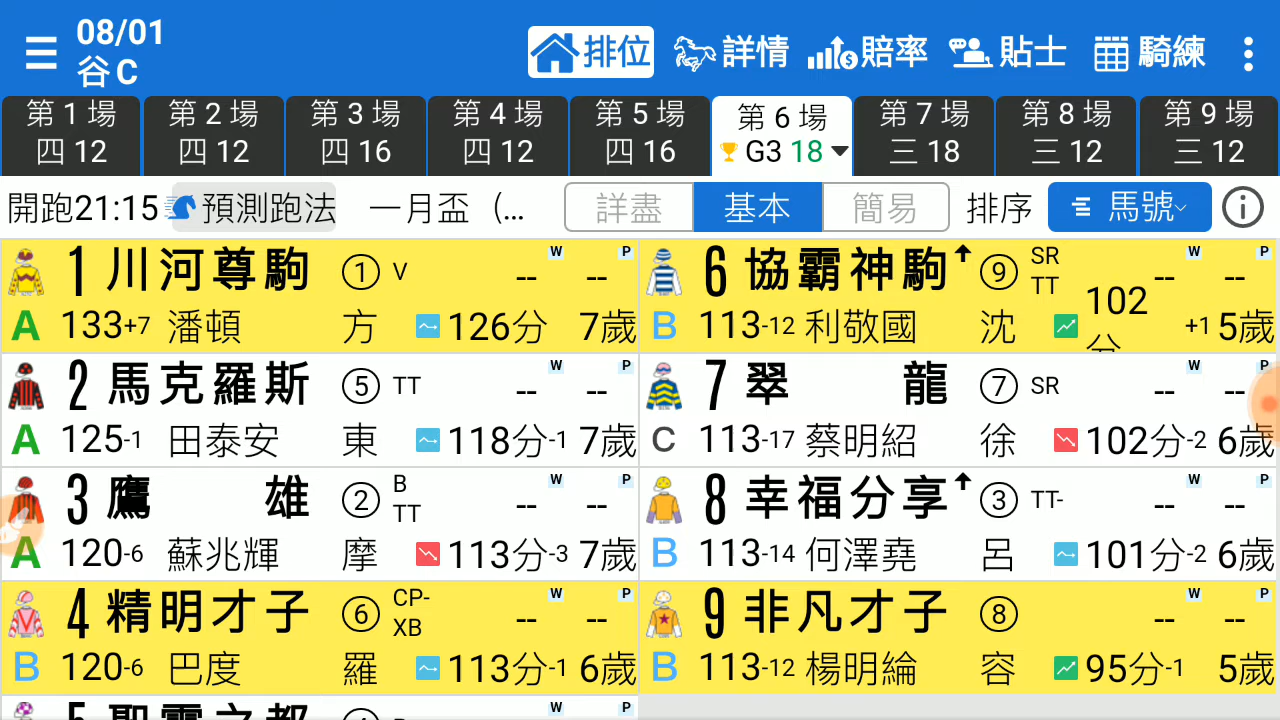 08/01
谷 C
排位
詳情
賠率
貼士
騎練
第 1 場
四 12
第 2 場
四 12
第 3 場
四 16
第 4 場
四 12
第 5 場
四 16
第 6 場
G3 18
第 7 場
三 18
第 8 場
三 12
第 9 場
三 12
開跑21:15 預測跑法 一月盃（...
詳盡 基本 簡易 排序 馬號
1 川河尊駒 1 V -- W -- P
A 133+7 潘頓 方 126分 7歲
2 馬克羅斯 5 TT -- W -- P
A 125-1 田泰安 東 118分-1 7歲
3 鷹雄 2 B TT -- W -- P
A 120-6 蘇兆輝 摩 113分-3 7歲
4 精明才子 6 CP- XB -- W -- P
B 120-6 巴度 羅 113分-1 6歲
W P
6 協霸神駒 9 SR TT -- W -- P
B 113-12 利敬國 沈 102分 +1 5歲
7 翠龍 7 SR -- W -- P
C 113-17 蔡明紹 徐 102分-2 6歲
8 幸福分享 3 TT- -- W -- P
B 113-14 何澤堯 呂 101分-2 6歲
9 非凡才子 8 -- W -- P
B 113-12 楊明綸 容 95分-1 5歲